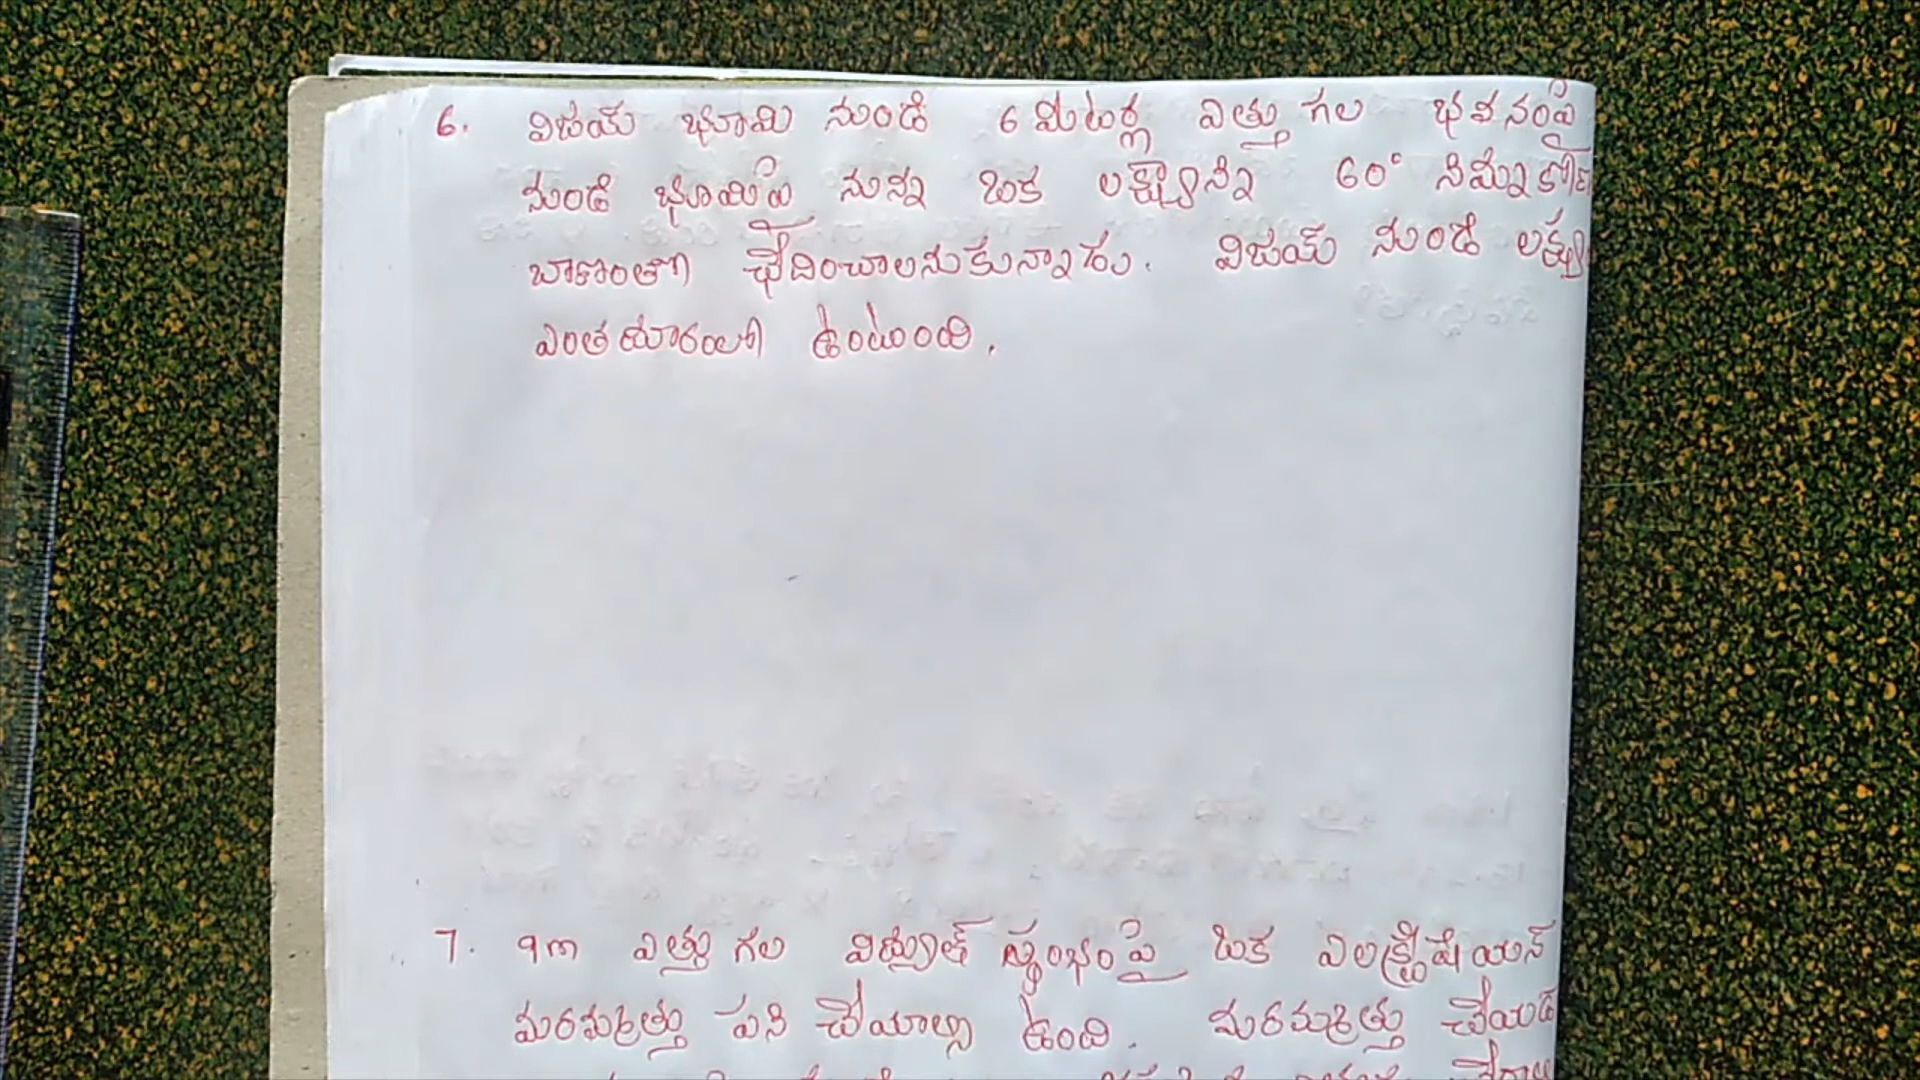 6. విజయ్ భూమి నుండి 6 మీటర్ల ఎత్తు గల భవనంపై
నుండి భూమిపై నున్న ఒక లక్ష్యాన్ని 60° నిమ్నకోణ
బాణంతో ఛేదించాలనుకున్నాడు. విజయ్ నుండి లక్ష్య
ఎంత దూరంలో ఉంటుంది.
7. 9m ఎత్తు గల విద్యుత్ స్తంభంపై ఒక ఎలక్ట్రీషియన్
మరమ్మత్తు పని చేయాల్సి ఉంది. మరమ్మత్తు చేయడ